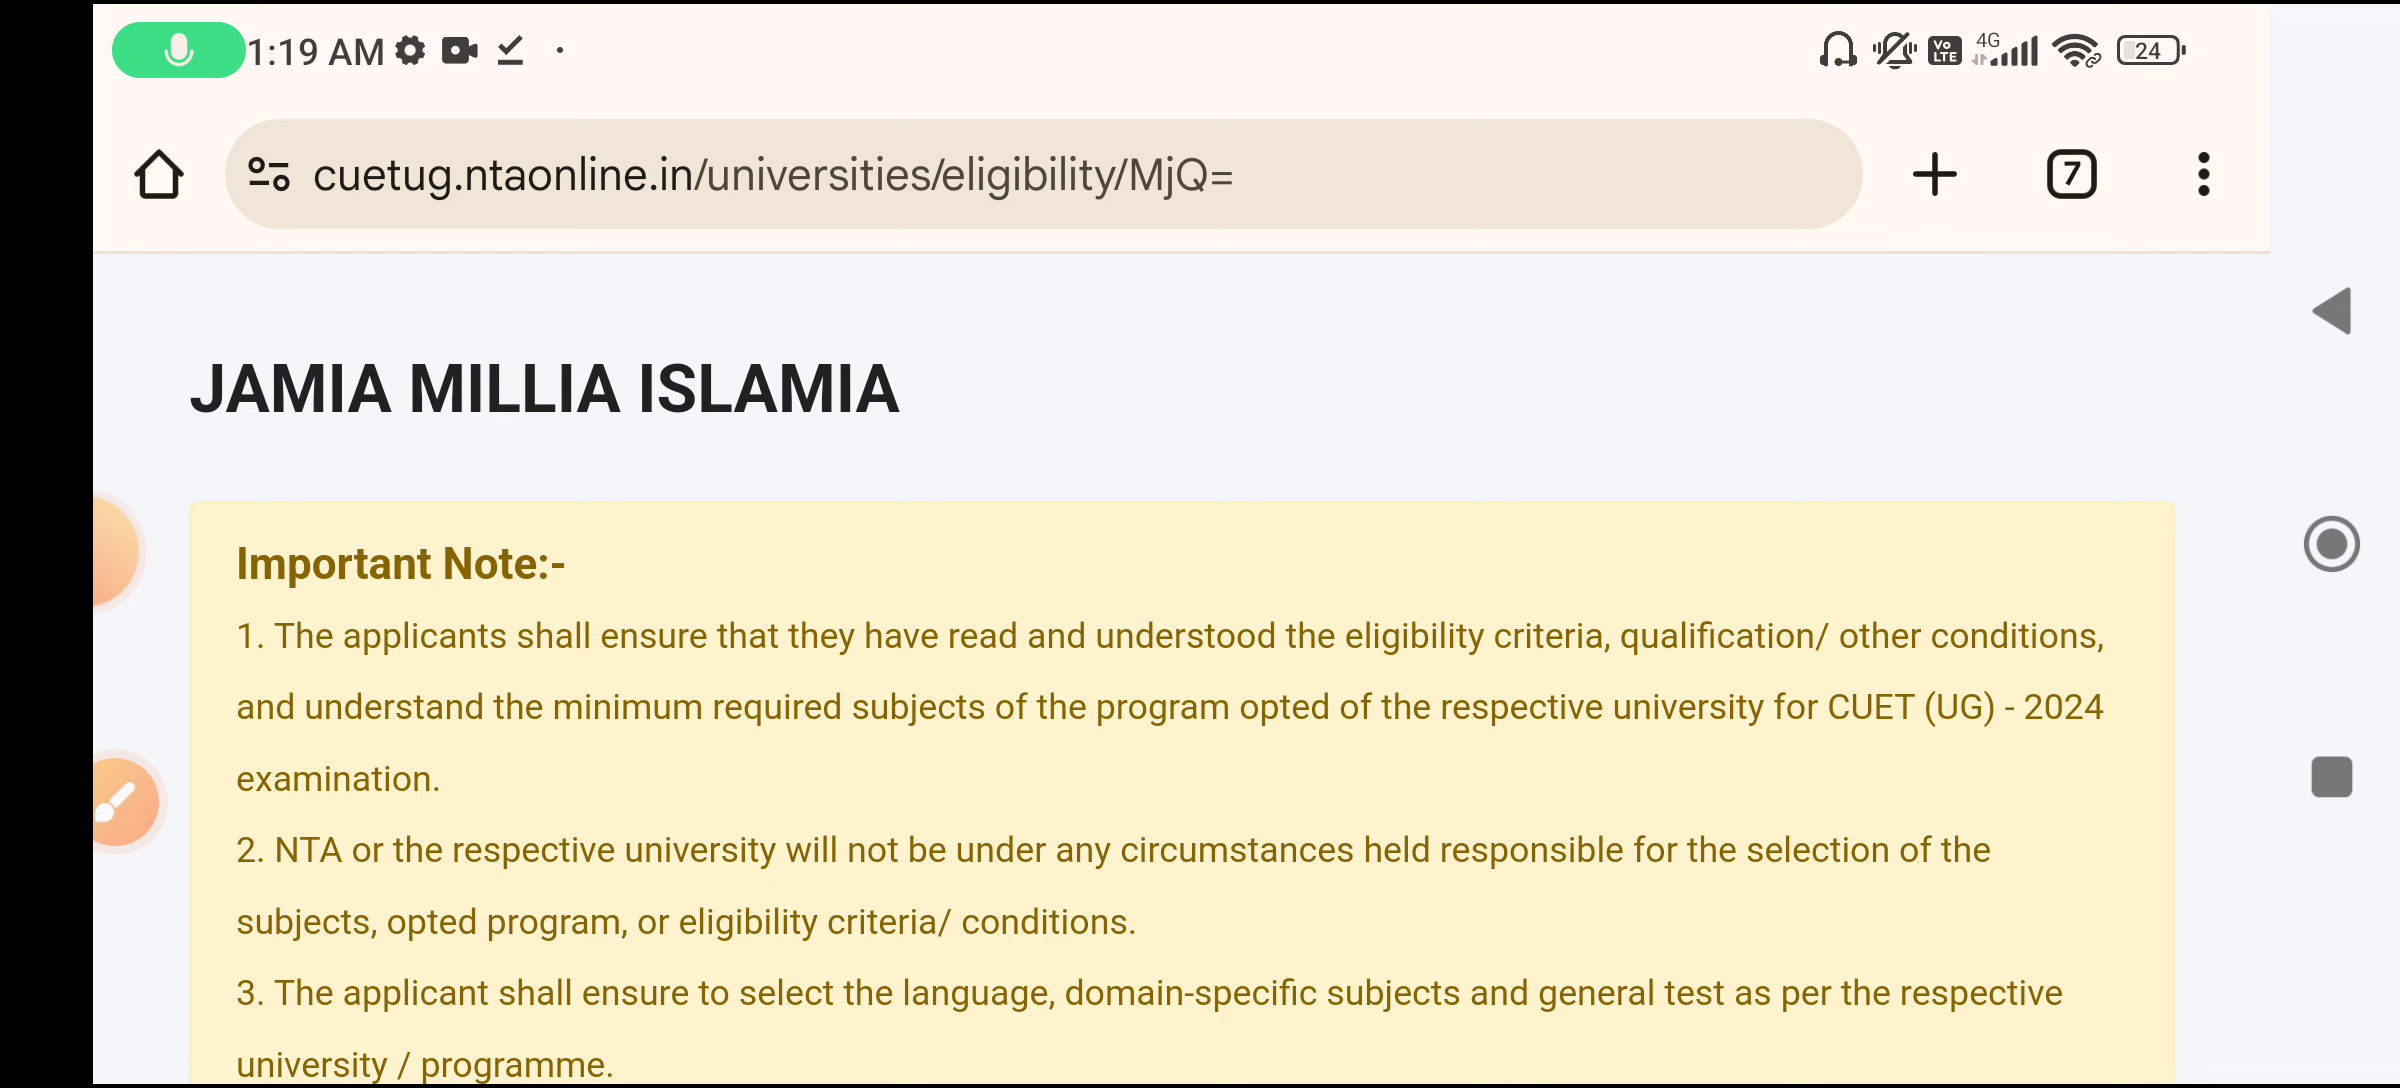 1:19 AM
Vo LTE 4G 24
cuetug.ntaonline.in/universities/eligibility/MjQ=
7
JAMIA MILLIA ISLAMIA
Important Note:-
1. The applicants shall ensure that they have read and understood the eligibility criteria, qualification/ other conditions,
and understand the minimum required subjects of the program opted of the respective university for CUET (UG) - 2024
examination.
2. NTA or the respective university will not be under any circumstances held responsible for the selection of the
subjects, opted program, or eligibility criteria/ conditions.
3. The applicant shall ensure to select the language, domain-specific subjects and general test as per the respective
university / programme.